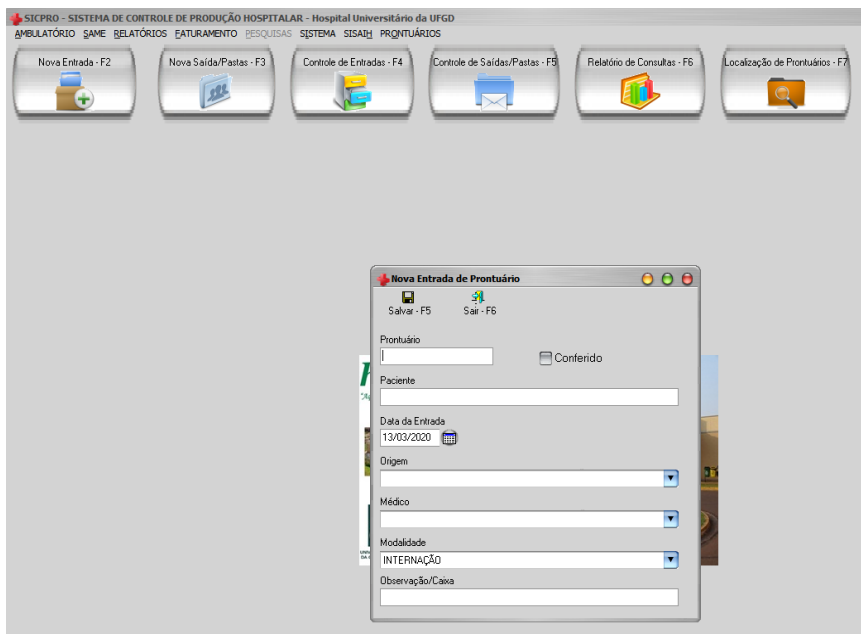 SICPRO - SISTEMA DE CONTROLE DE PRODUÇÃO HOSPITALAR - Hospital Universitário da UFGD
AMBULATÓRIO SAME RELATÓRIOS FATURAMENTO PESQUISAS SISTEMA SISAIH PRONTUÁRIOS
Nova Entrada - F2 Nova Saída/Pastas - F3 Controle de Entradas - F4 Controle de Saídas/Pastas - F5 Relatório de Consultas - F6 Localização de Prontuários - F7
Nova Entrada de Prontuário
Salvar - F5 Sair - F6
Prontuário
Conferido
Paciente
Data da Entrada
13/03/2020
Origem
Médico
Modalidade
INTERNAÇÃO
Observação/Caixa